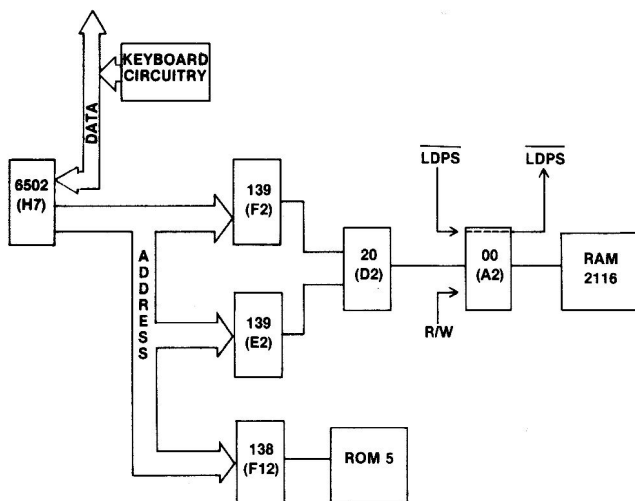 KEYBOARD
CIRCUITRY
DATA
6502
(H7)
ADDRESS
139
(F2)
139
(E2)
138
(F12)
ROM 5
20
(D2)
LDPS
LDPS
00
(A2)
R/W
RAM
2116